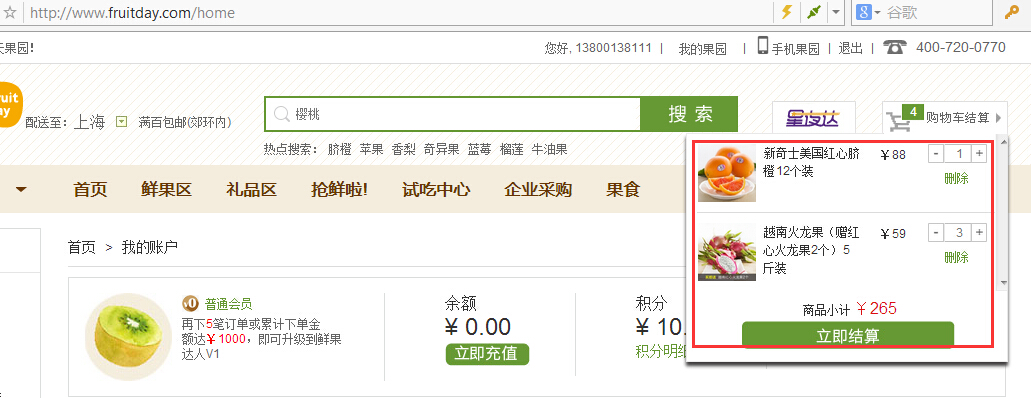 http://www.fruitday.com/home
谷歌
天果园!
您好, 13800138111 | 我的果园 | 手机果园 | 退出 | 400-720-0770
配送至: 上海 满百包邮(郊环内)
樱桃
搜 索
星夜达
4 购物车结算
热点搜索: 脐橙 苹果 香梨 奇异果 蓝莓 榴莲 牛油果
首页 鲜果区 礼品区 抢鲜啦! 试吃中心 企业采购 果食
新奇士美国红心脐
橙12个装
￥88
- 1 +
删除
越南火龙果（赠红
心火龙果2个）5
斤装
￥59
- 3 +
删除
商品小计 ￥265
立即结算
首页 > 我的账户
V0 普通会员
再下5笔订单或累计下单金
额达￥1000，即可升级到鲜果
达人V1
余额
¥ 0.00
立即充值
积分
¥ 10.
积分明细